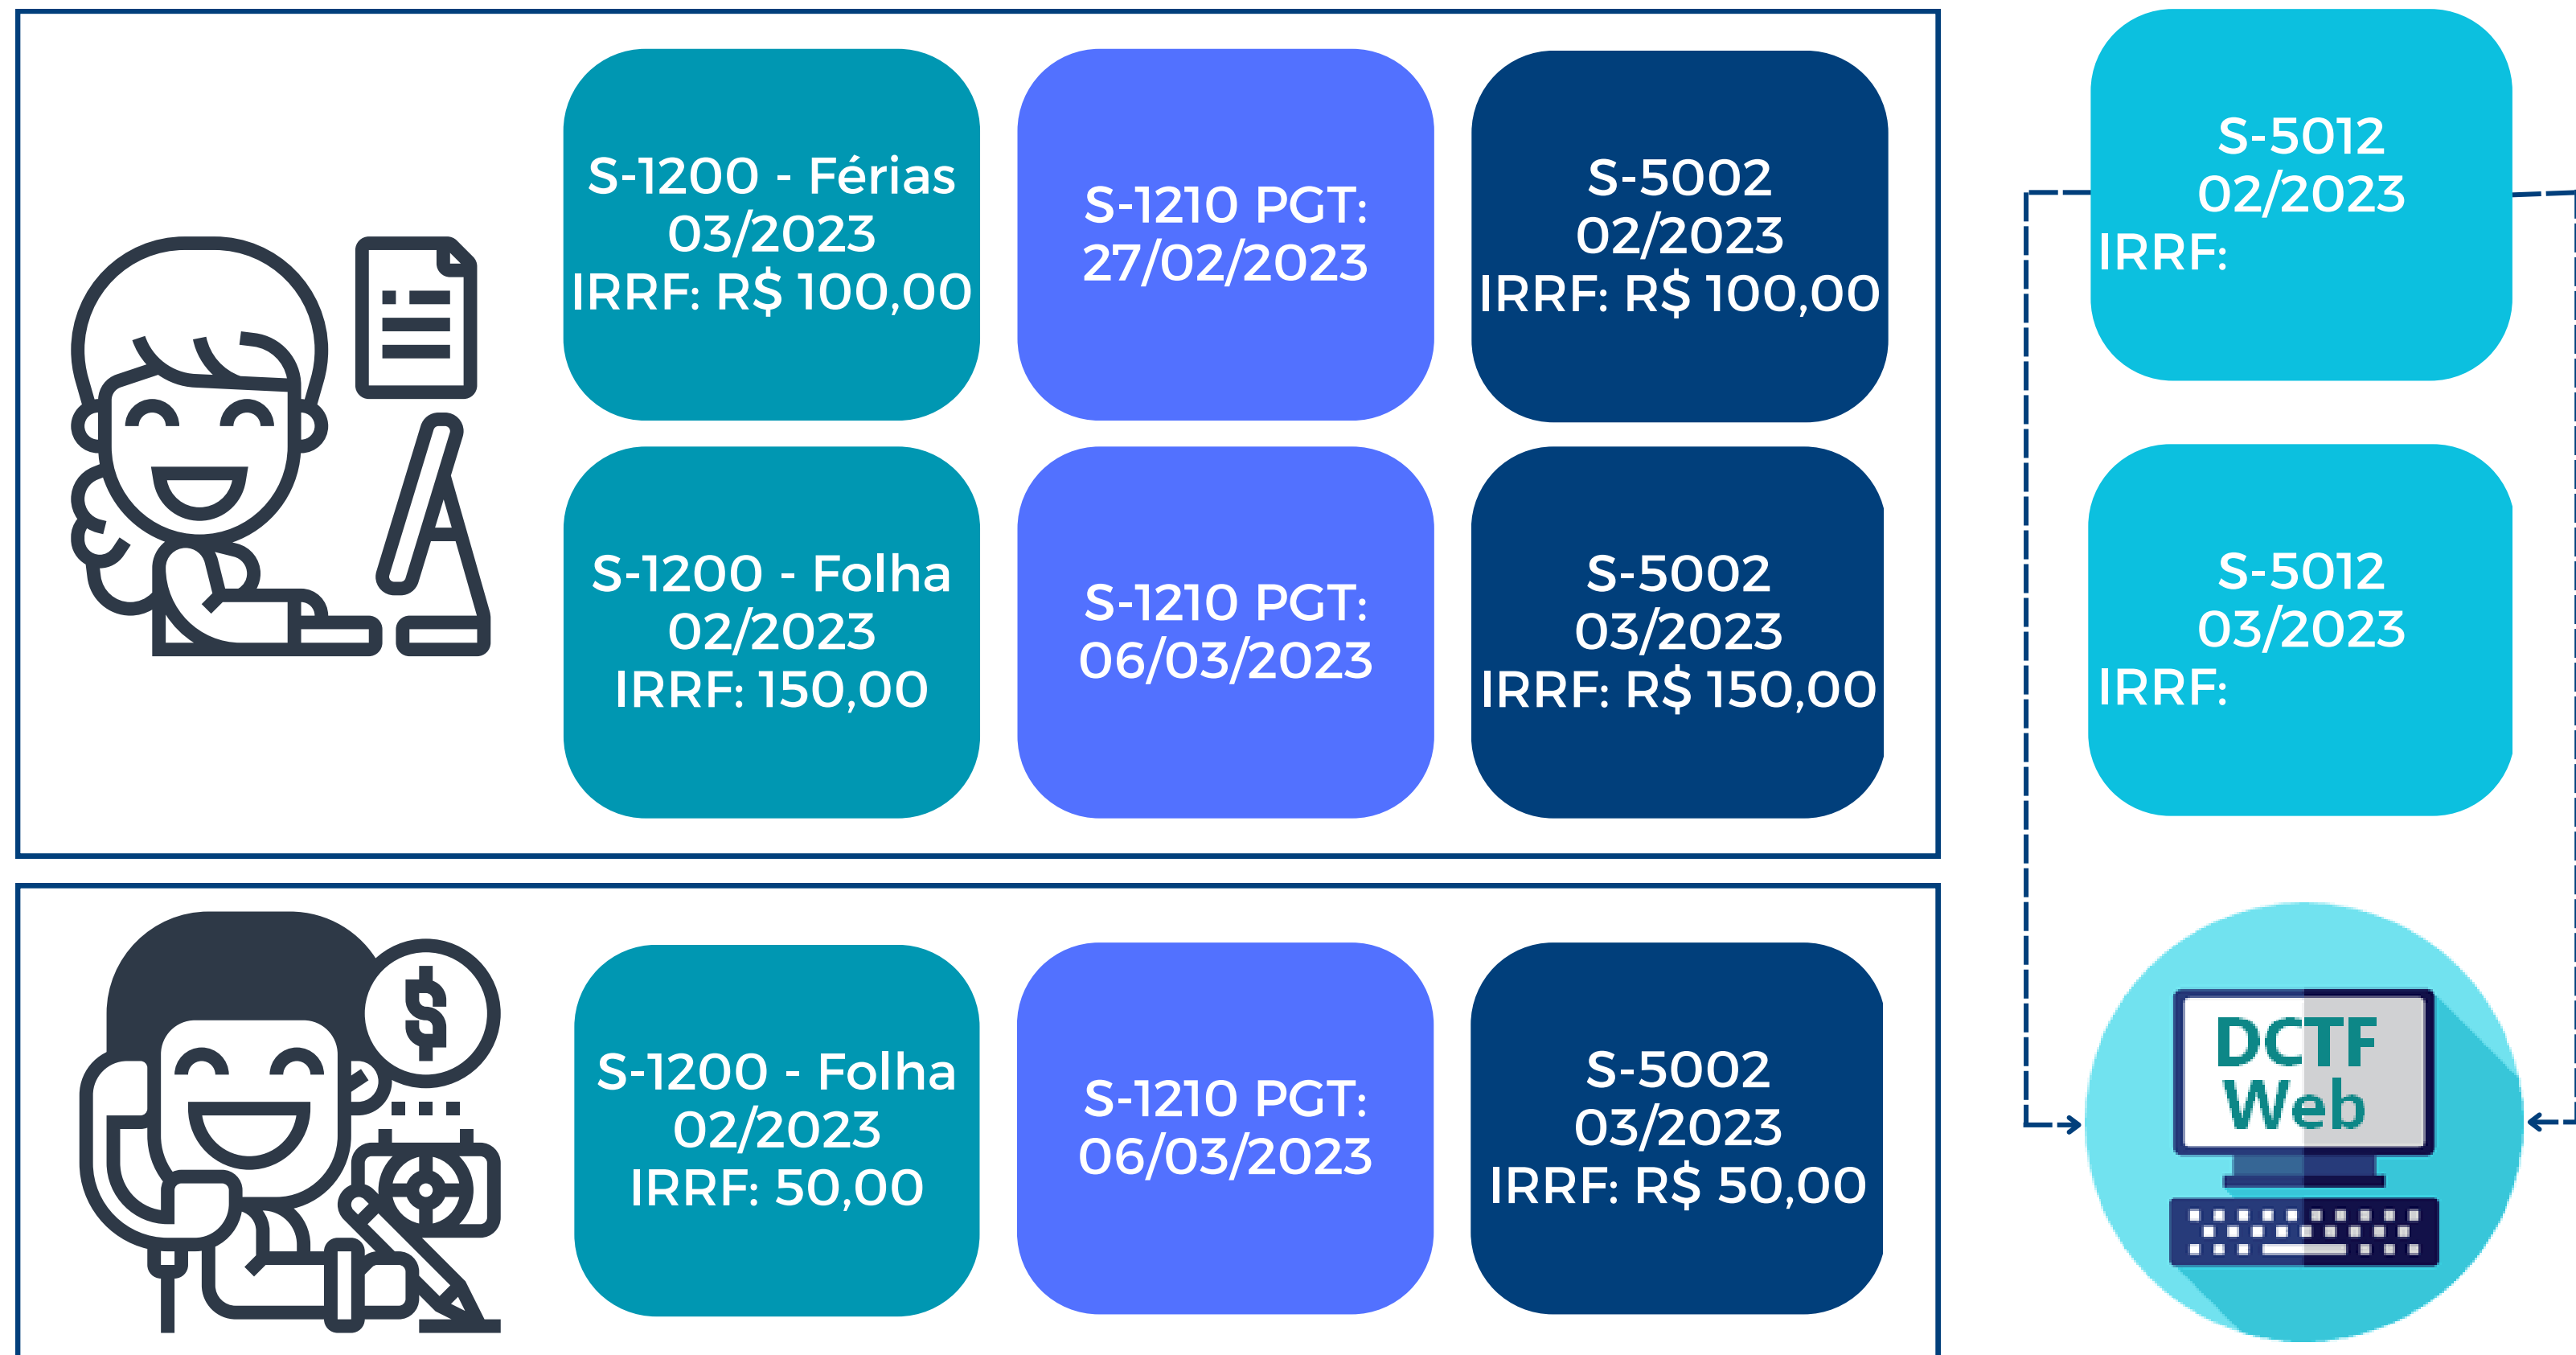 S-1200 - Férias
03/2023
IRRF: R$ 100,00
S-1210 PGT:
27/02/2023
S-5002
02/2023
IRRF: R$ 100,00
S-5012
02/2023
IRRF:
S-1200 - Folha
02/2023
IRRF: 150,00
S-1210 PGT:
06/03/2023
S-5002
03/2023
IRRF: R$ 150,00
S-5012
03/2023
IRRF:
$
S-1200 - Folha
02/2023
IRRF: 50,00
S-1210 PGT:
06/03/2023
S-5002
03/2023
IRRF: R$ 50,00
DCTF
Web